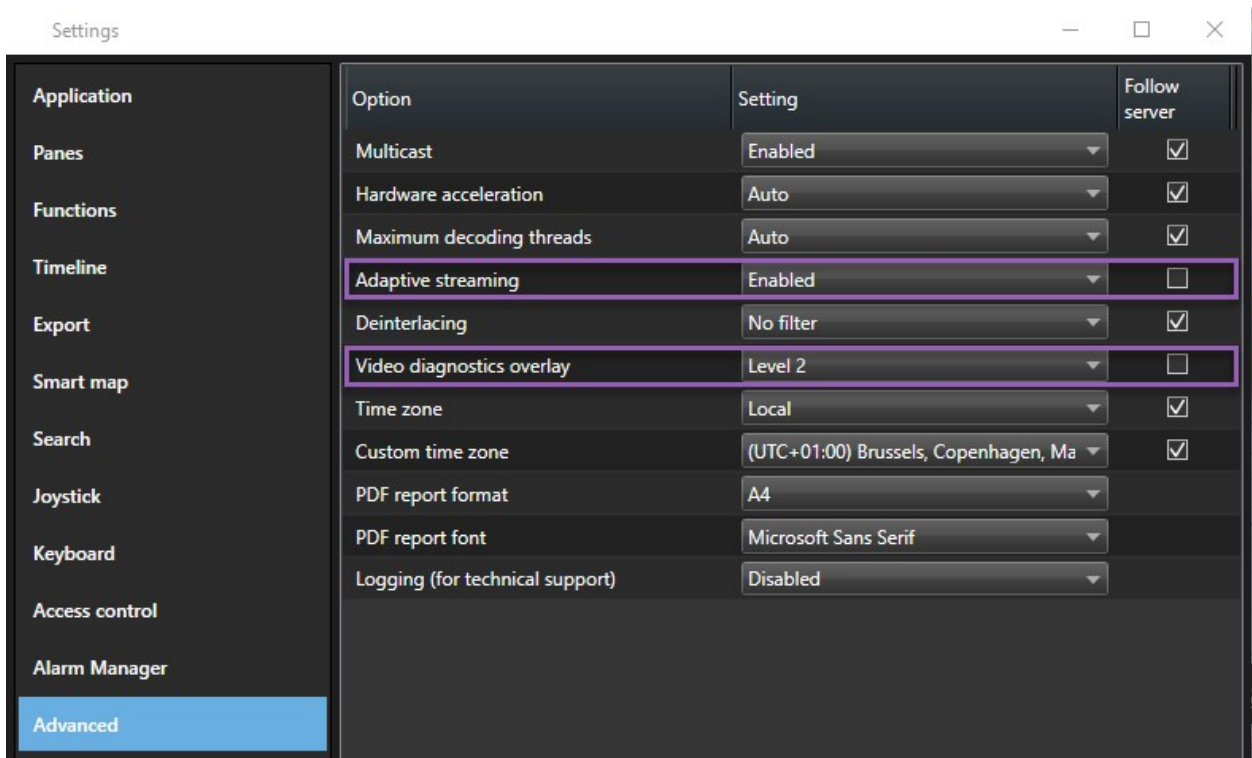 Settings
Application
Panes
Functions
Timeline
Export
Smart map
Search
Joystick
Keyboard
Access control
Alarm Manager
Advanced
Option Setting Follow server
Multicast Enabled
Hardware acceleration Auto
Maximum decoding threads Auto
Adaptive streaming Enabled
Deinterlacing No filter
Video diagnostics overlay Level 2
Time zone Local
Custom time zone (UTC+01:00) Brussels, Copenhagen, Ma
PDF report format A4
PDF report font Microsoft Sans Serif
Logging (for technical support) Disabled